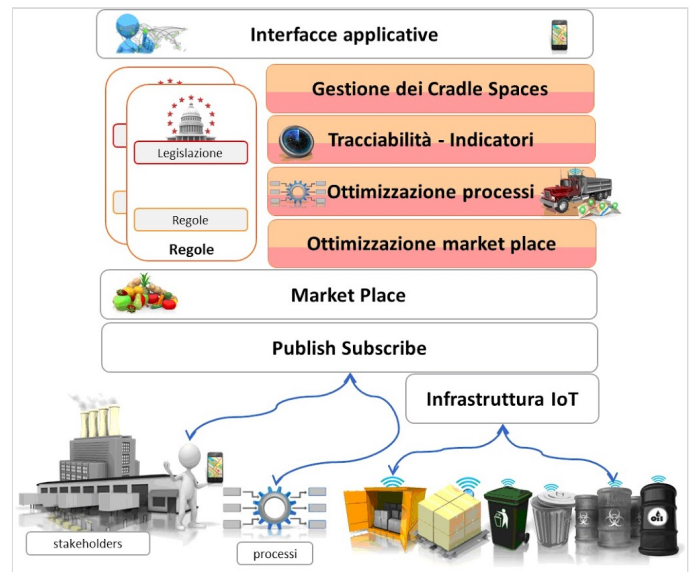 Interfacce applicative
Gestione dei Cradle Spaces
Tracciabilità - Indicatori
Legislazione
Ottimizzazione processi
Regole
Regole
Ottimizzazione market place
Market Place
Publish Subscribe
Infrastruttura IoT
stakeholders
processi
oil